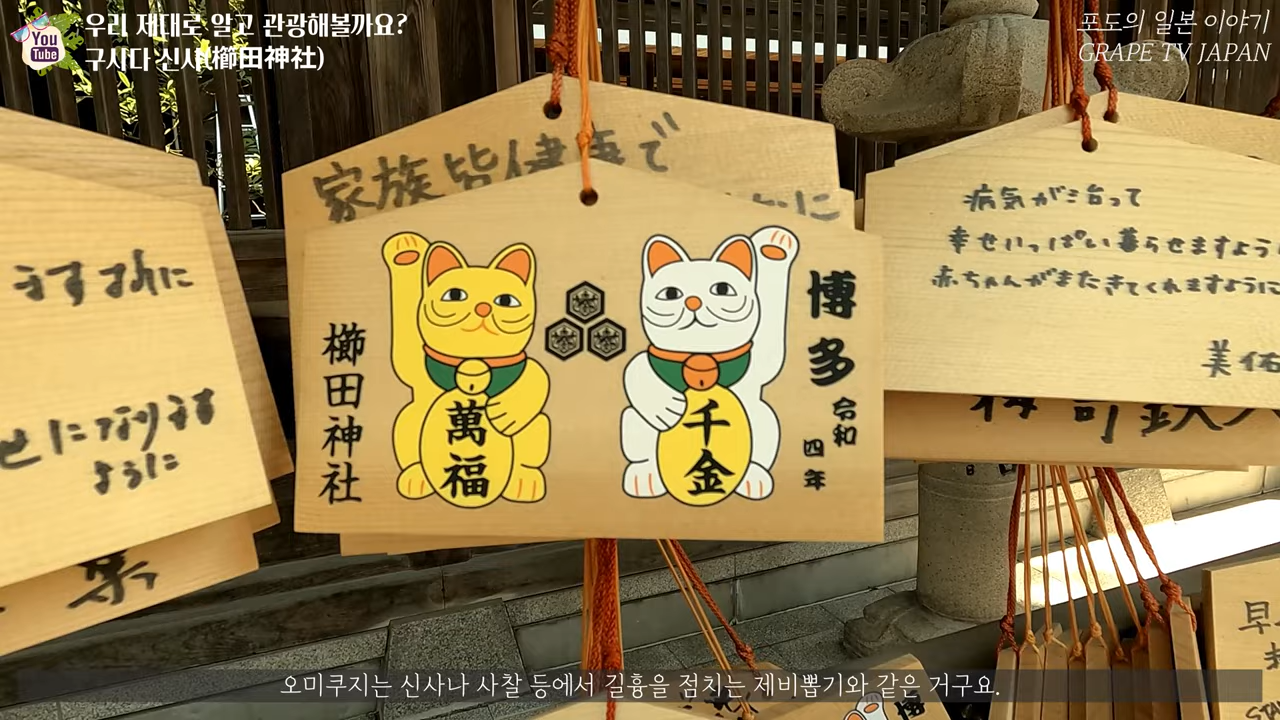 우리 제대로 알고 관광해볼까요?
구시다 신사(櫛田神社)
You
Tube
포도의 일본 이야기
GRAPE TV JAPAN
家族皆健康で
ように
せになります
ように
櫛田神社
萬福
千金
博多
令和
四年
病気が治って
幸せいっぱい暮らせますよう
赤ちゃんがまたきてくれますように
美佑
早
오미쿠지는 신사나 사찰 등에서 길흉을 점치는 제비뽑기와 같은 거구요.